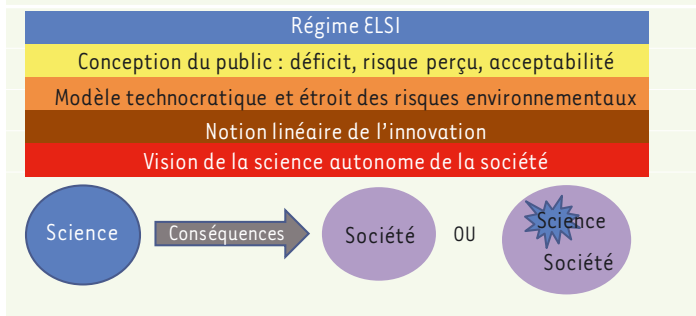 Régime ELSI
Conception du public : déficit, risque perçu, acceptabilité
Modèle technocratique et étroit des risques environnementaux
Notion linéaire de l'innovation
Vision de la science autonome de la société
Science
Conséquences
Société
OU
Science
Société